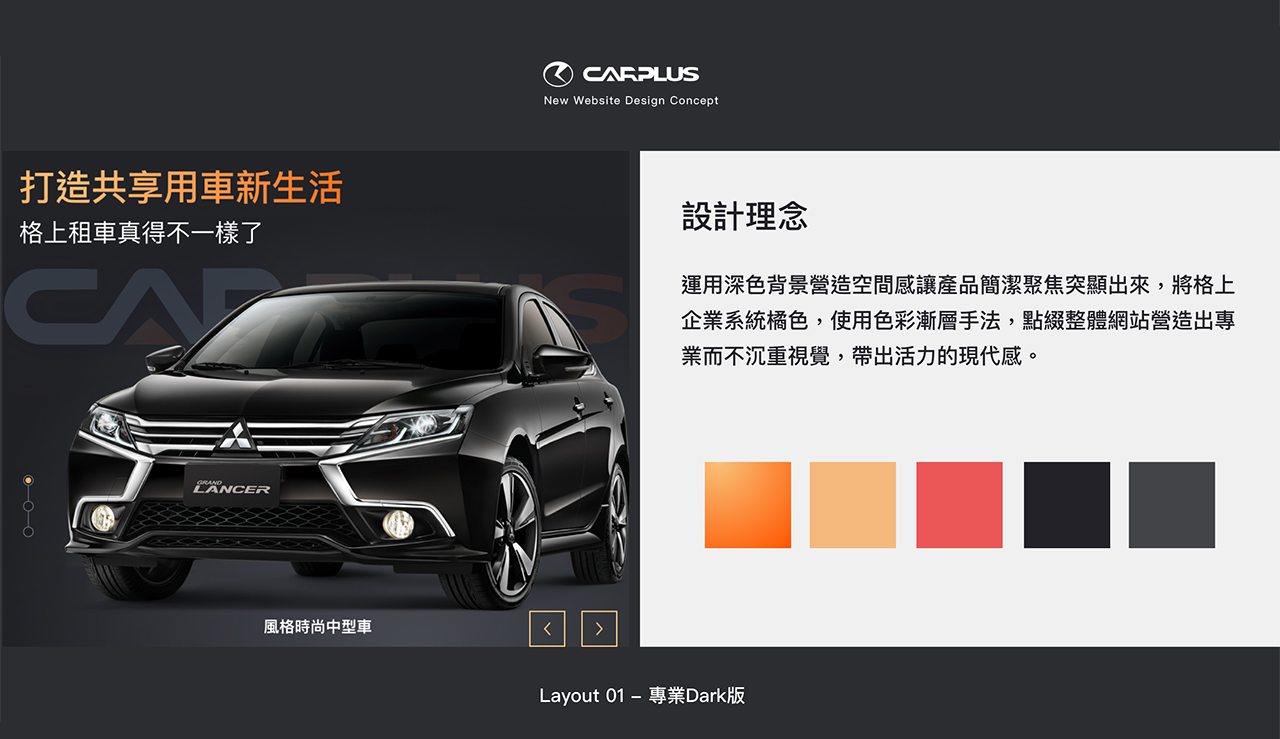 CARPLUS
New Website Design Concept
打造共享用車新生活
格上租車真得不一樣了
CARPLUS
GRAND
LANCER
風格時尚中型車
設計理念
運用深色背景營造空間感讓產品簡潔聚焦突顯出來，將格上
企業系統橘色，使用色彩漸層手法，點綴整體網站營造出專
業而不沉重視覺，帶出活力的現代感。
Layout 01 – 專業Dark版